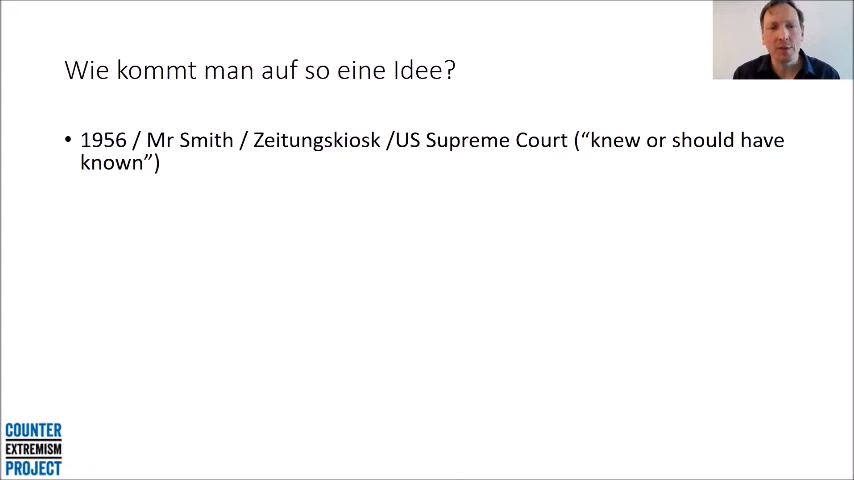 Wie kommt man auf so eine Idee?
• 1956 / Mr Smith / Zeitungskiosk /US Supreme Court (“knew or should have
known”)
COUNTER
EXTREMISM
PROJECT